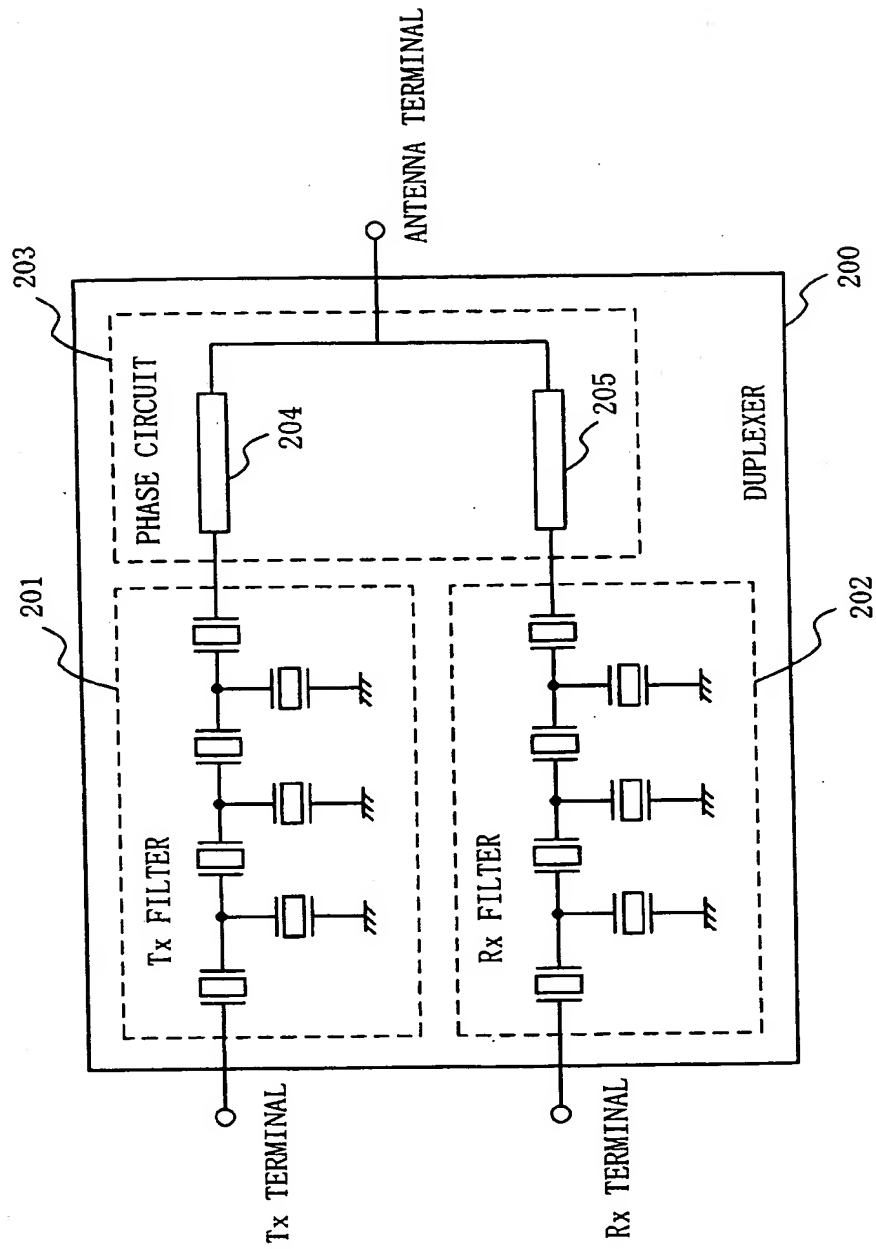 203
PHASE CIRCUIT
204
205
ANTENNA TERMINAL
201
Tx FILTER
Rx FILTER
202
DUPLEXER
200
Tx TERMINAL
Rx TERMINAL